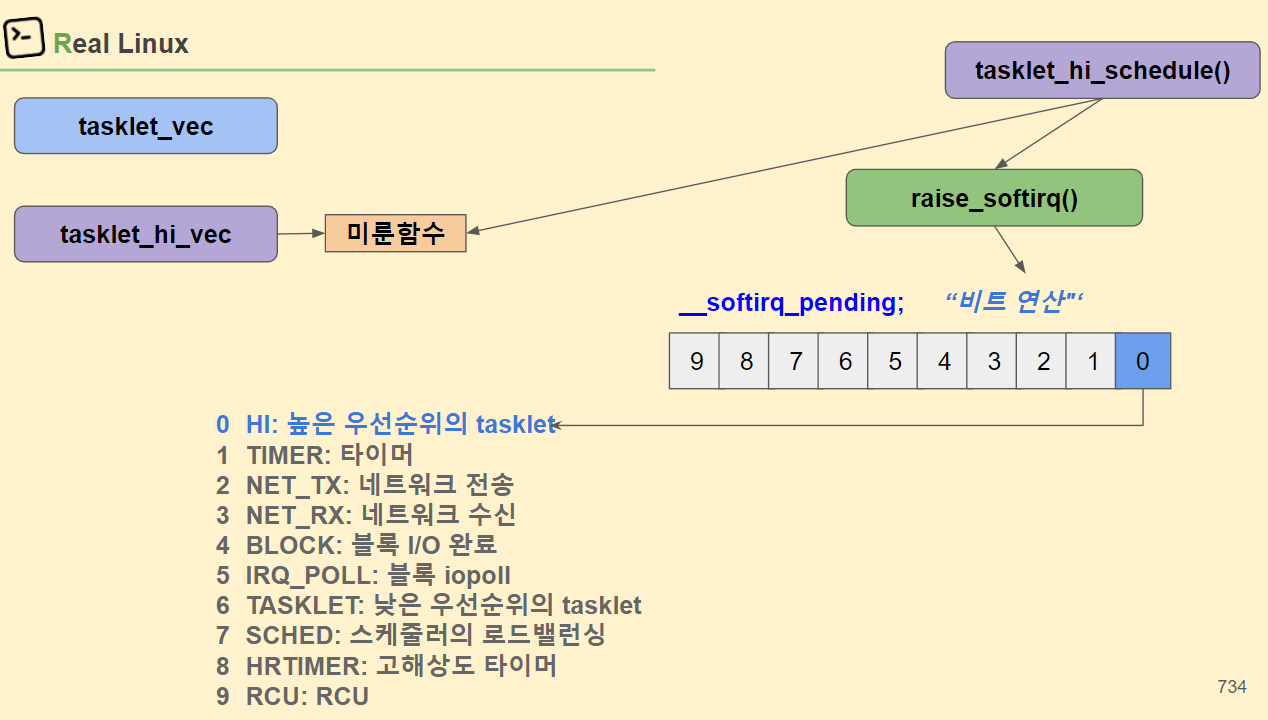 Real Linux
tasklet_hi_schedule()
tasklet_vec
raise_softirq()
tasklet_hi_vec
미룬함수
__softirq_pending; “비트 연산"‘
9 8 7 6 5 4 3 2 1 0
0 HI: 높은 우선순위의 tasklet
1 TIMER: 타이머
2 NET_TX: 네트워크 전송
3 NET_RX: 네트워크 수신
4 BLOCK: 블록 I/O 완료
5 IRQ_POLL: 블록 iopoll
6 TASKLET: 낮은 우선순위의 tasklet
7 SCHED: 스케줄러의 로드밸런싱
8 HRTIMER: 고해상도 타이머
9 RCU: RCU
734